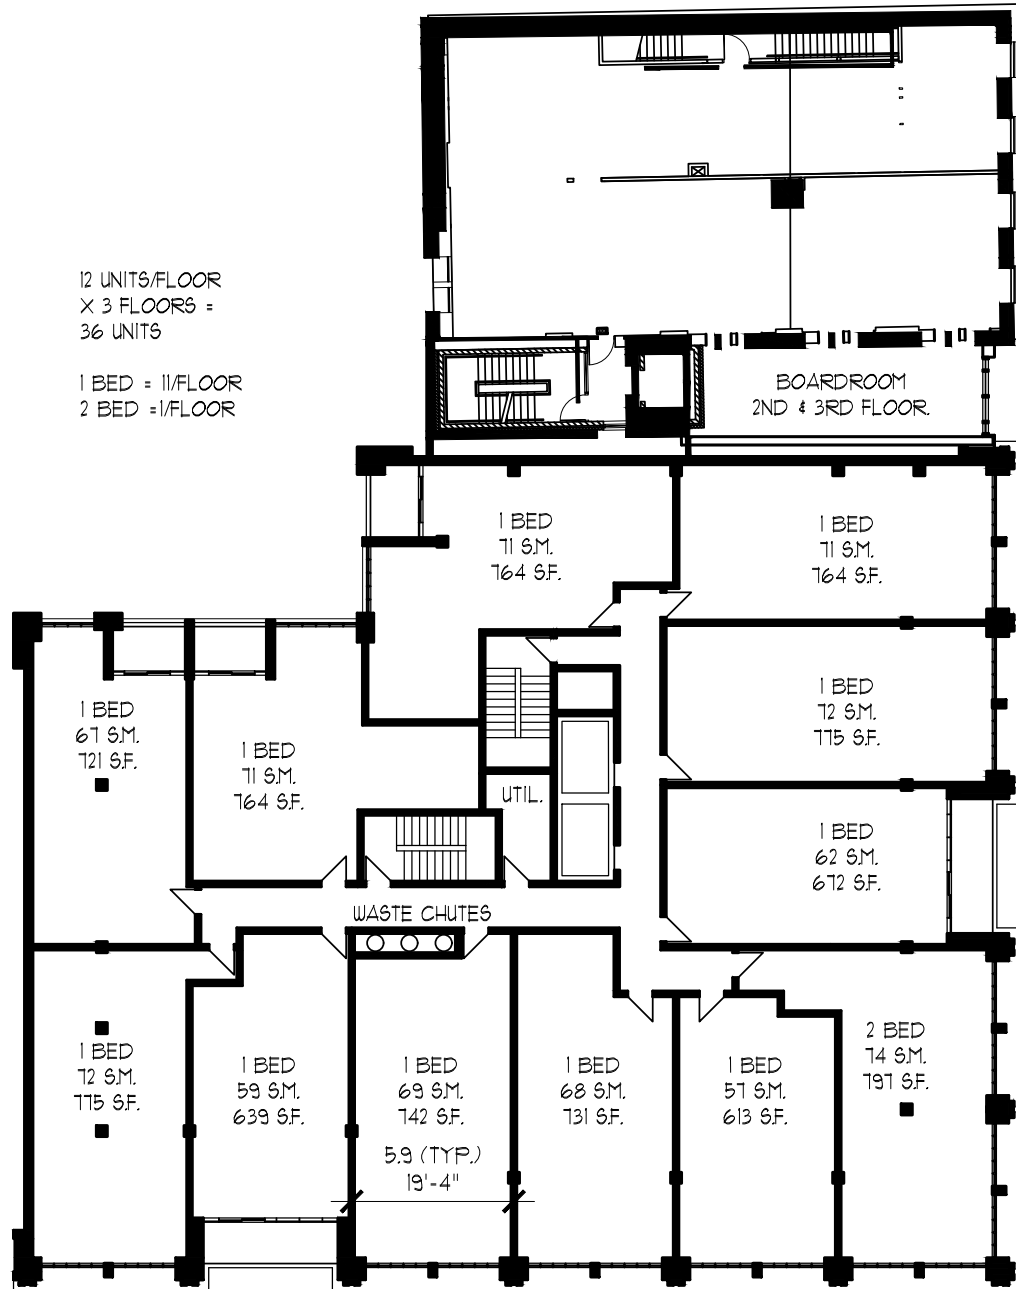 12 UNITS/FLOOR
X 3 FLOORS =
36 UNITS
1 BED = 11/FLOOR
2 BED =1/FLOOR
BOARDROOM
2ND & 3RD FLOOR.
1 BED
71 S.M.
764 S.F.
1 BED
71 S.M.
764 S.F.
1 BED
67 S.M.
721 S.F.
1 BED
71 S.M.
764 S.F.
1 BED
72 S.M.
775 S.F.
UTIL.
1 BED
62 S.M.
672 S.F.
WASTE CHUTES
1 BED
72 S.M.
775 S.F.
1 BED
59 S.M.
639 S.F.
1 BED
69 S.M.
742 S.F.
5.9 (TYP.)
19'-4"
1 BED
68 S.M.
731 S.F.
1 BED
57 S.M.
613 S.F.
2 BED
74 S.M.
797 S.F.